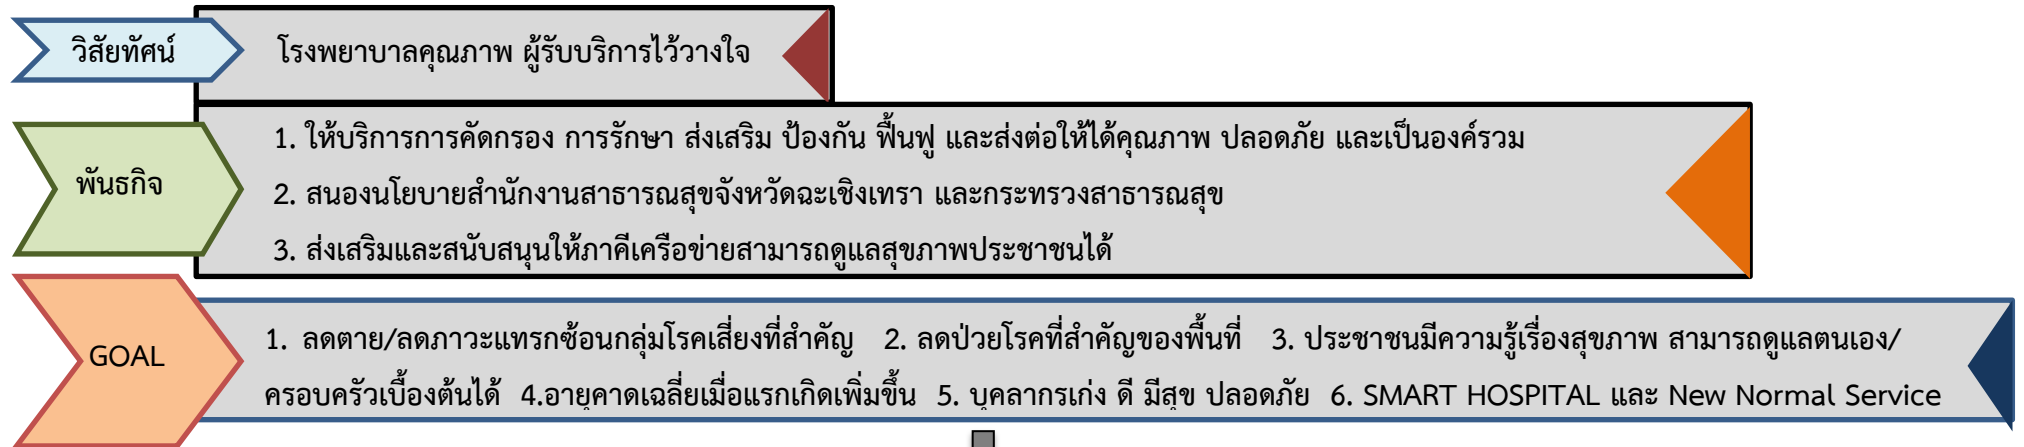 วิสัยทัศน์
โรงพยาบาลคุณภาพ ผู้รับบริการไว้วางใจ
พันธกิจ
1. ให้บริการการคัดกรอง การรักษา ส่งเสริม ป้องกัน ฟื้นฟู และส่งต่อให้ได้คุณภาพ ปลอดภัย และเป็นองค์รวม
2. สนองนโยบายสำนักงานสาธารณสุขจังหวัดฉะเชิงเทรา และกระทรวงสาธารณสุข
3. ส่งเสริมและสนับสนุนให้ภาคีเครือข่ายสามารถดูแลสุขภาพประชาชนได้
GOAL
1. ลดตาย/ลดภาวะแทรกซ้อนกลุ่มโรคเสี่ยงที่สำคัญ 2. ลดป่วยโรคที่สำคัญของพื้นที่ 3. ประชาชนมีความรู้เรื่องสุขภาพ สามารถดูแลตนเอง/
ครอบครัวเบื้องต้นได้ 4.อายุคาดเฉลี่ยเมื่อแรกเกิดเพิ่มขึ้น 5. บุคลากรเก่ง ดี มีสุข ปลอดภัย 6. SMART HOSPITAL และ New Normal Service